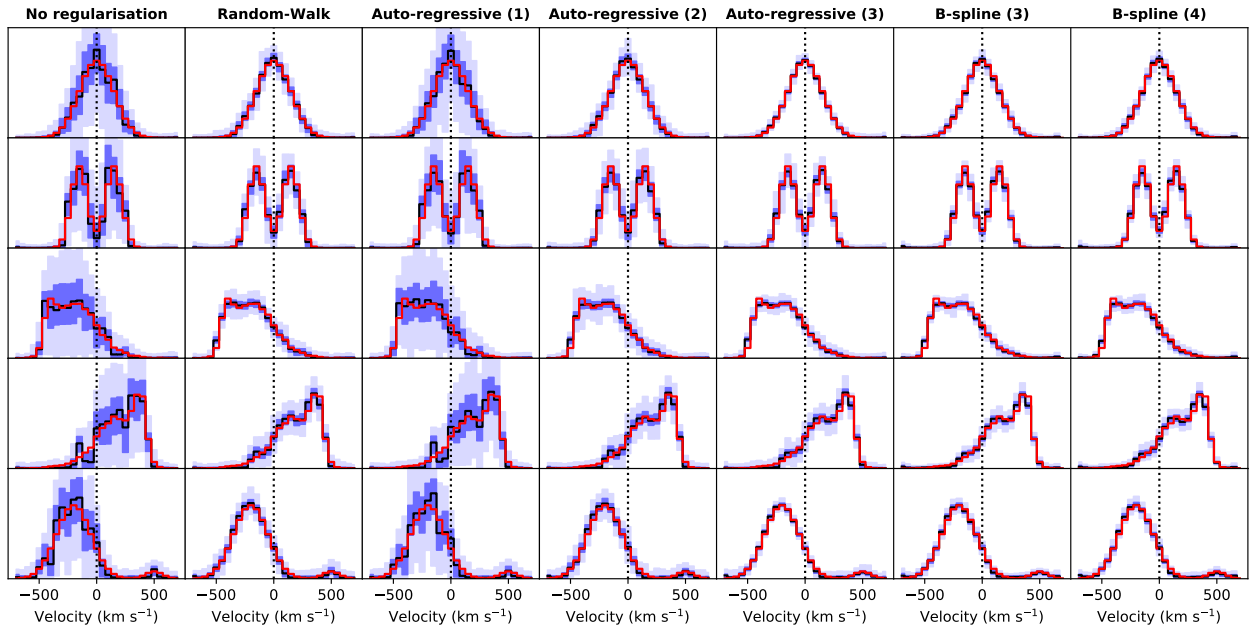 No regularisation Random-Walk Auto-regressive (1) Auto-regressive (2) Auto-regressive (3) B-spline (3) B-spline (4)
−500 0 500 −500 0 500 −500 0 500 −500 0 500 −500 0 500 −500 0 500 −500 0 500
Velocity (km s⁻¹) Velocity (km s⁻¹) Velocity (km s⁻¹) Velocity (km s⁻¹) Velocity (km s⁻¹) Velocity (km s⁻¹) Velocity (km s⁻¹)